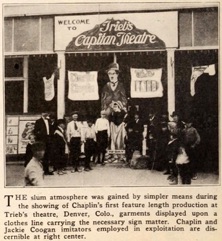 WELCOME
TO
Trieb's
Capitan Theatre
THE slum atmosphere was gained by simpler means during
the showing of Chaplin's first feature length production at
Trieb's theatre, Denver, Colo., garments displayed upon a
clothes line carrying the necessary sign matter. Chaplin and
Jackie Coogan imitators employed in exploitation are dis-
cernible at right center.